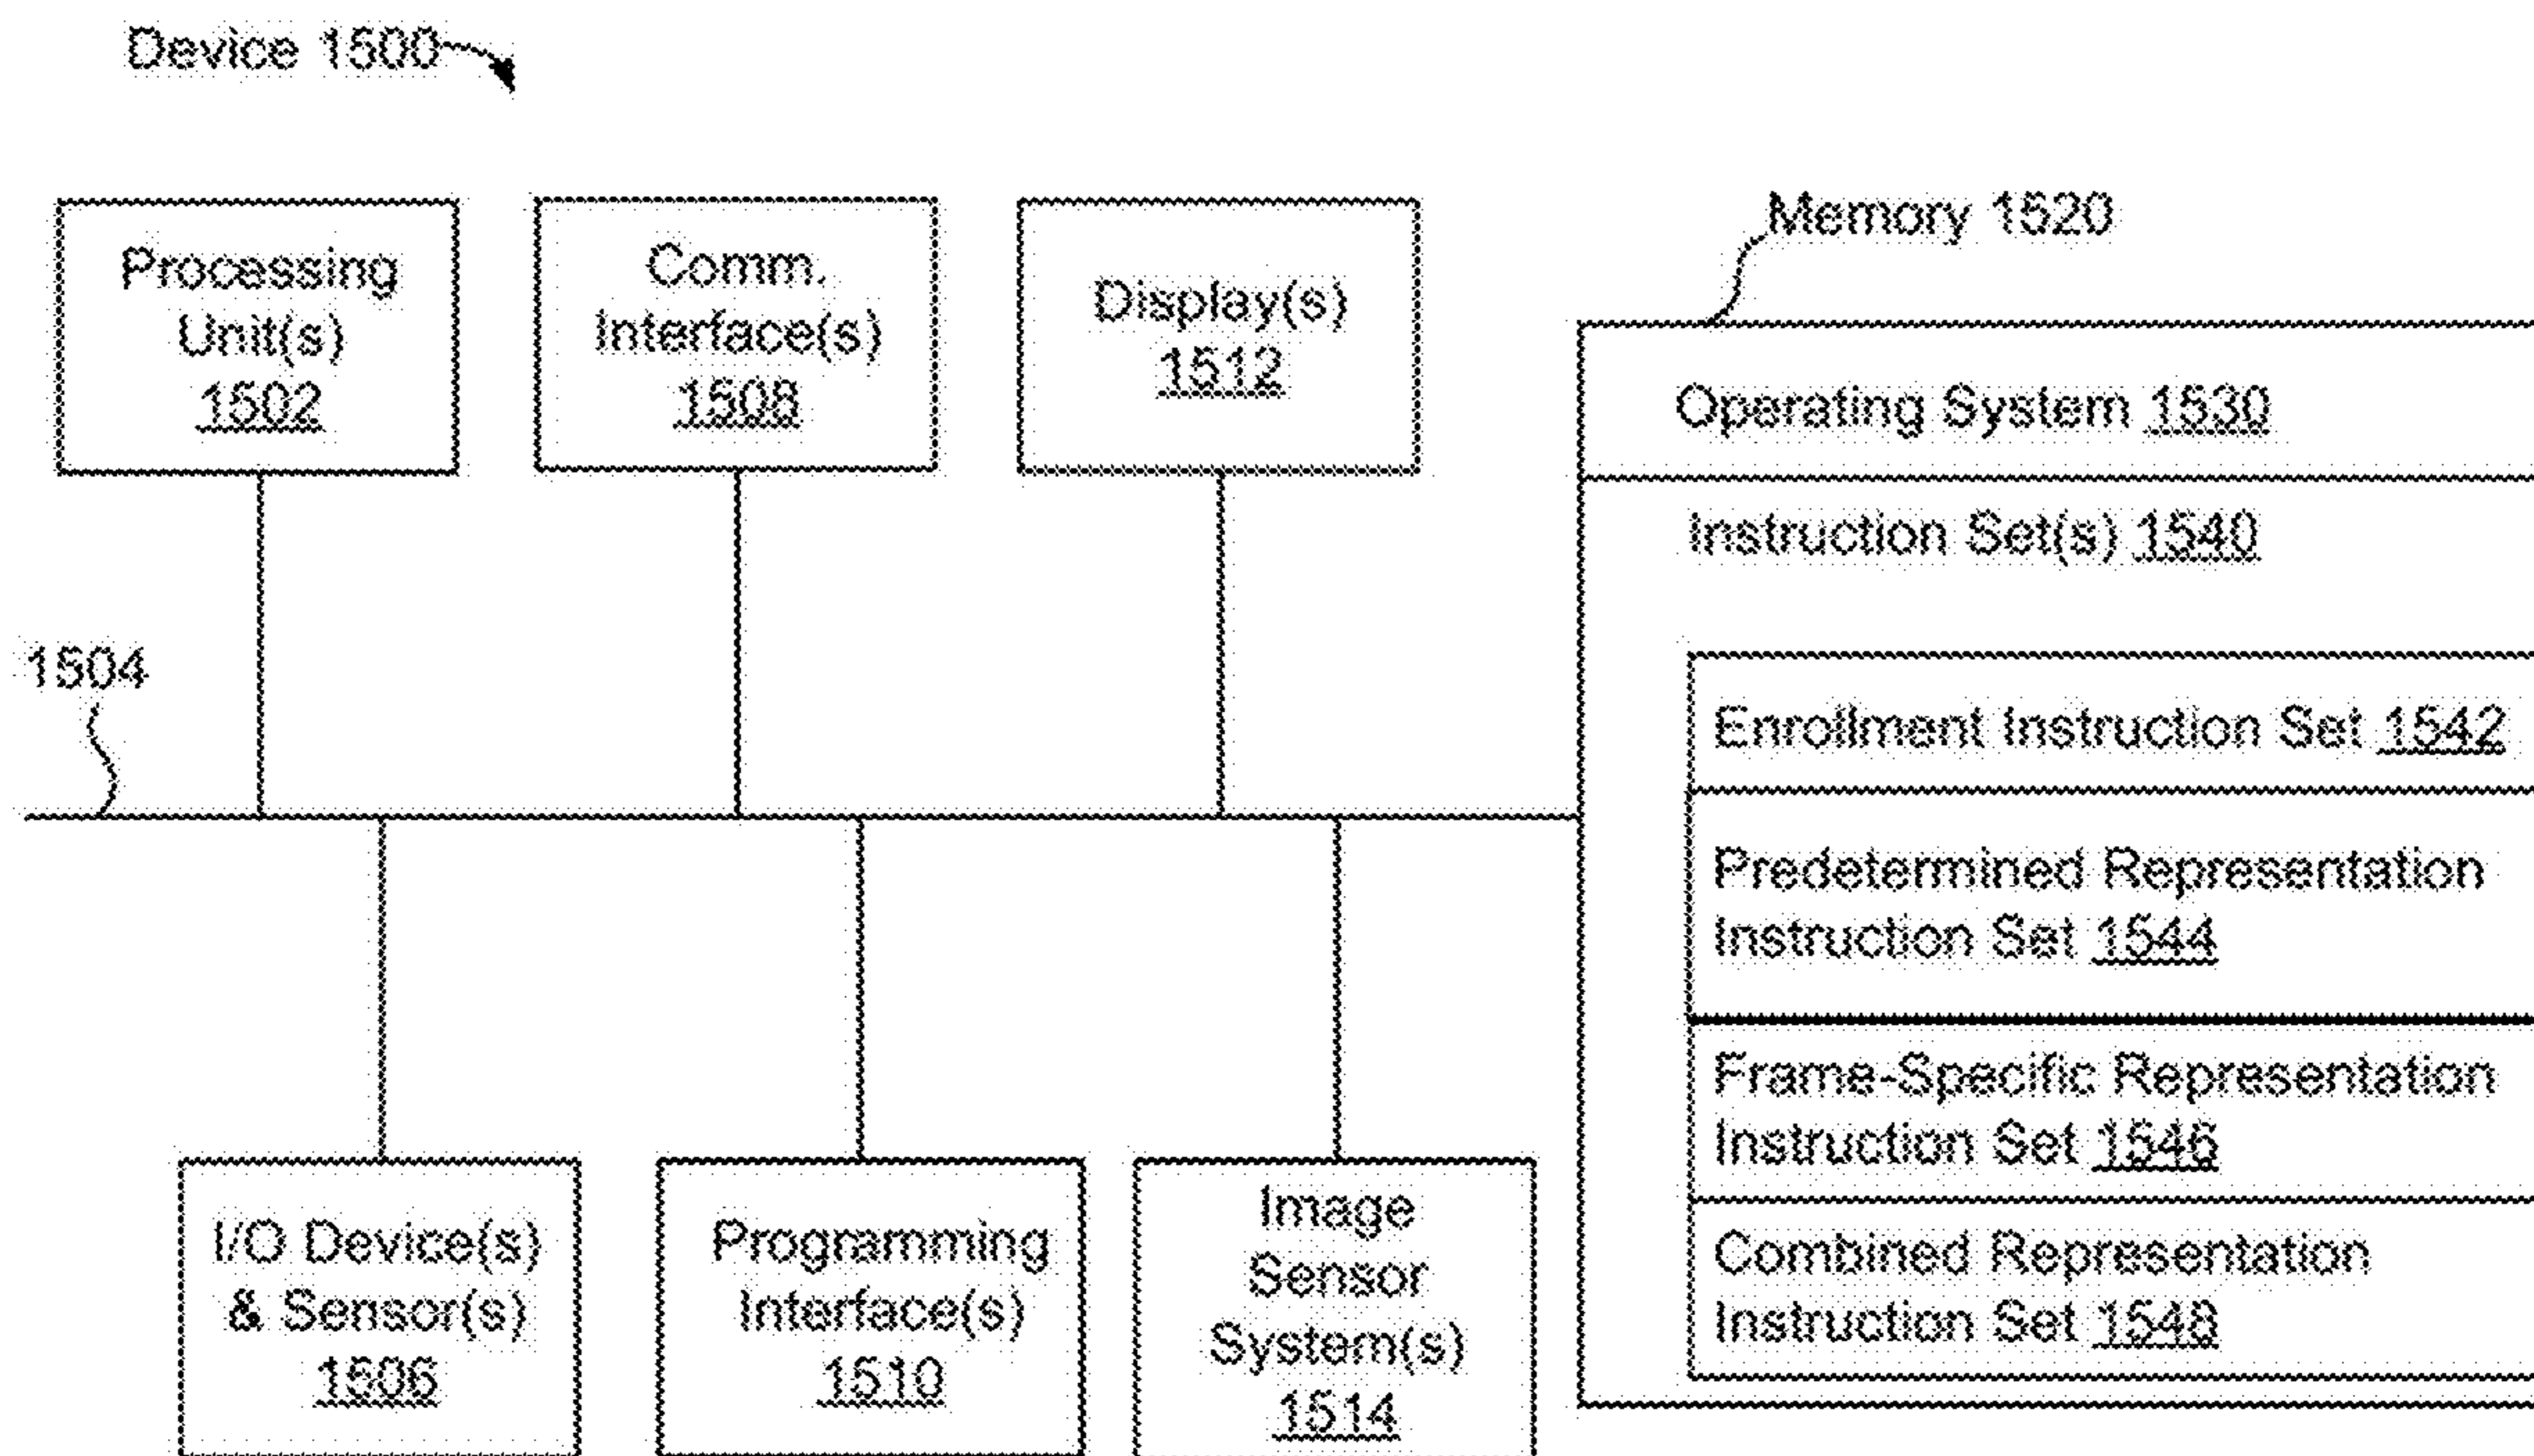 Device 1500
Processing
Unit(s)
1502
Comm.
Interface(s)
1508
Display(s)
1512
Memory 1520
Operating System 1530
Instruction Set(s) 1540
Enrollment Instruction Set 1542
Predetermined Representation
Instruction Set 1544
Frame-Specific Representation
Instruction Set 1546
Combined Representation
Instruction Set 1548
1504
I/O Device(s)
& Sensor(s)
1506
Programming
Interface(s)
1510
Image
Sensor
System(s)
1514